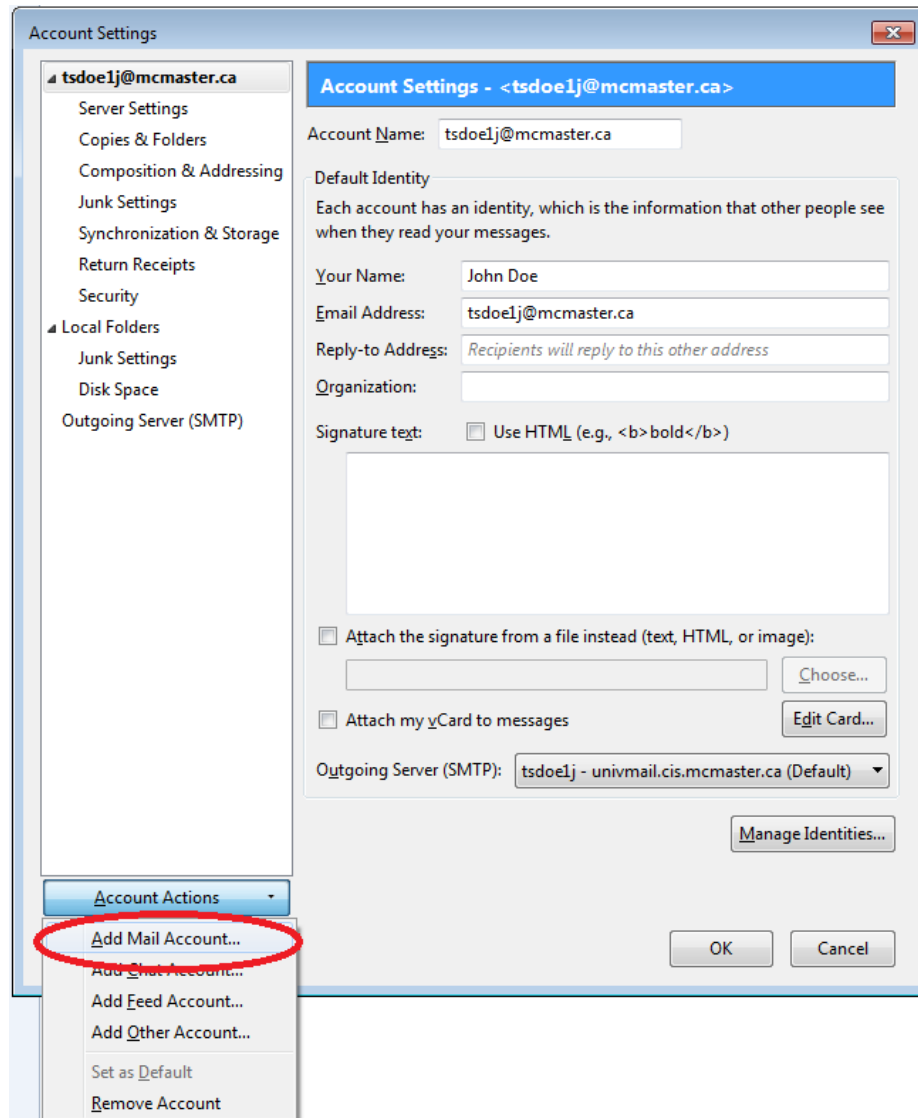 Account Settings
tsdoe1j@mcmaster.ca
Server Settings
Copies & Folders
Composition & Addressing
Junk Settings
Synchronization & Storage
Return Receipts
Security
Local Folders
Junk Settings
Disk Space
Outgoing Server (SMTP)
Account Settings - <tsdoe1j@mcmaster.ca>
Account Name: tsdoe1j@mcmaster.ca
Default Identity
Each account has an identity, which is the information that other people see
when they read your messages.
Your Name: John Doe
Email Address: tsdoe1j@mcmaster.ca
Reply-to Address: Recipients will reply to this other address
Organization:
Signature text: Use HTML (e.g., <b>bold</b>)
Attach the signature from a file instead (text, HTML, or image):
Choose...
Attach my vCard to messages
Edit Card...
Outgoing Server (SMTP): tsdoe1j - univmail.cis.mcmaster.ca (Default)
Manage Identities...
Account Actions
Add Mail Account...
Add Chat Account...
Add Feed Account...
Add Other Account...
Set as Default
Remove Account
OK
Cancel